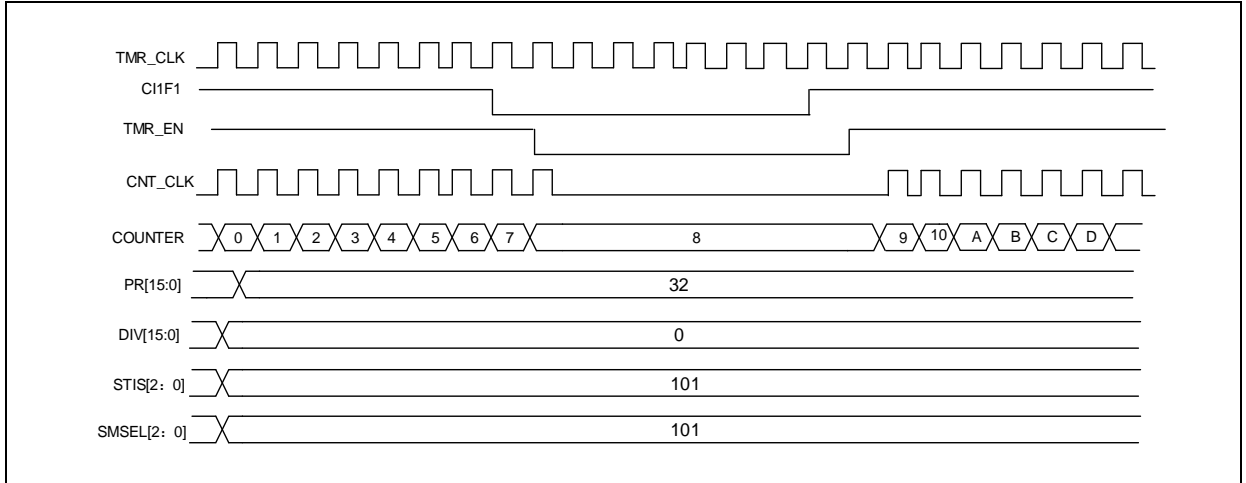 TMR_CLK
CI1F1
TMR_EN
CNT_CLK
COUNTER 0 1 2 3 4 5 6 7 8 9 10 A B C D
PR[15:0] 32
DIV[15:0] 0
STIS[2：0] 101
SMSEL[2：0] 101